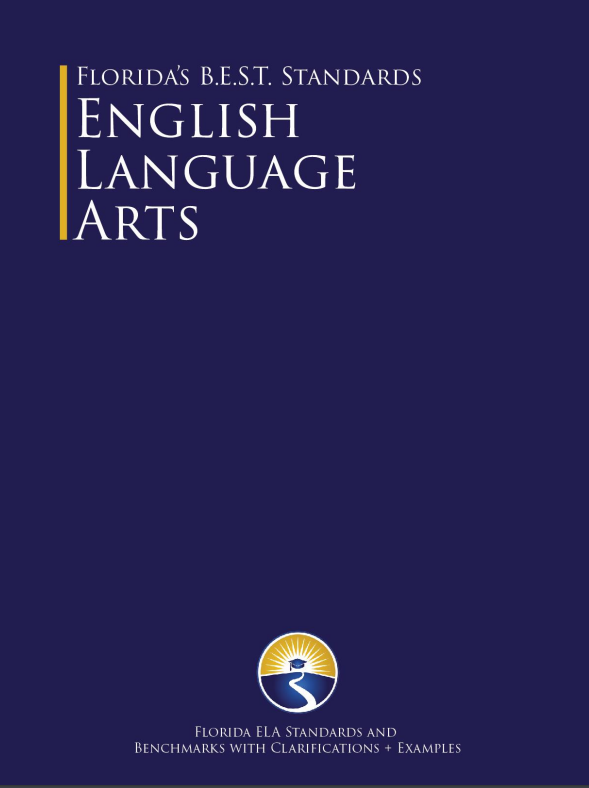 Florida's B.E.S.T. Standards
English
Language
Arts
Florida ELA Standards and
Benchmarks with Clarifications + Examples